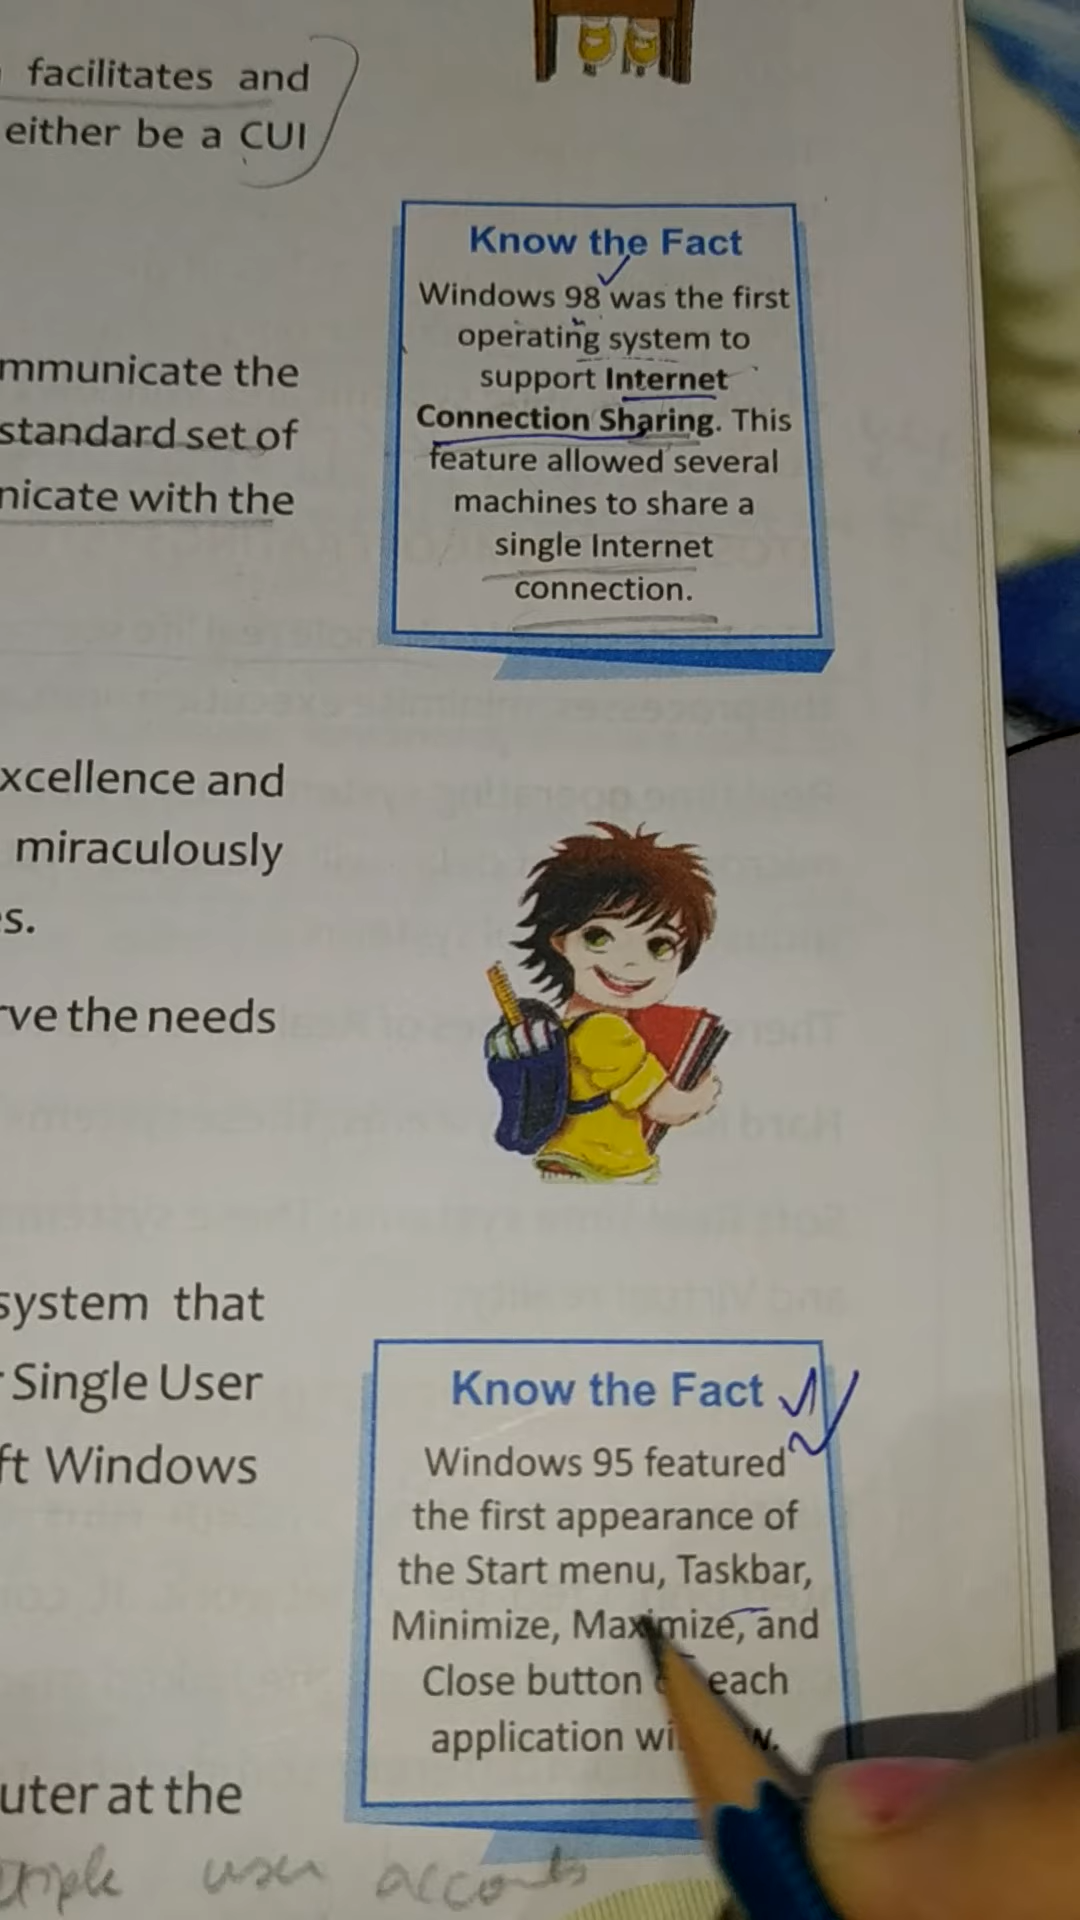 facilitates and
either be a CUI
Know the Fact
Windows 98 was the first
operating system to
support Internet
Connection Sharing. This
feature allowed several
machines to share a
single Internet
connection.
mmunicate the
standard set of
nicate with the
xcellence and
miraculously
s.
rve the needs
system that
Single User
ft Windows
uter at the
Know the Fact
Windows 95 featured
the first appearance of
the Start menu, Taskbar,
Minimize, Maximize, and
Close button each
application wi w.
user